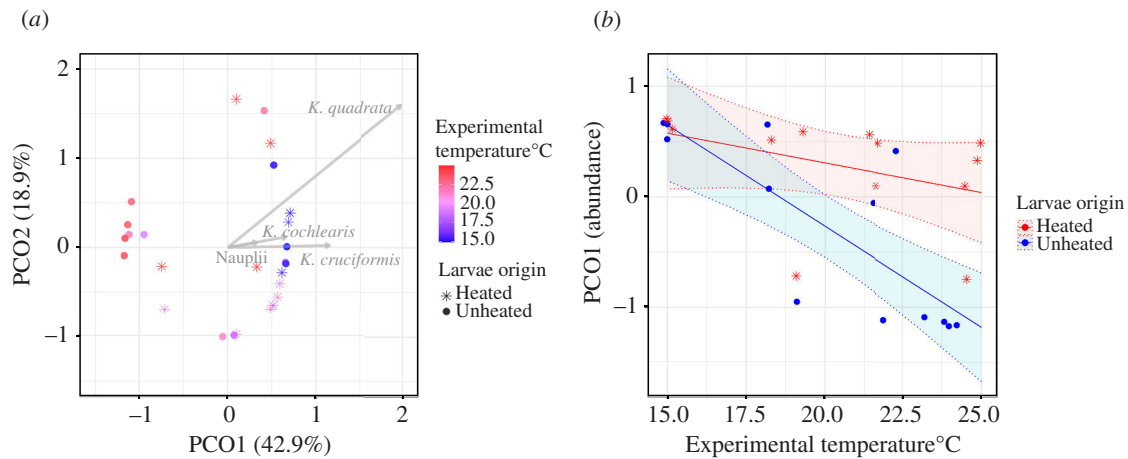 (a)
2
1
0
−1
PCO2 (18.9%)
K. quadrata
K. cochlearis
Nauplii
K. cruciformis
−1
0
1
2
PCO1 (42.9%)
Experimental
temperature°C
22.5
20.0
17.5
15.0
Larvae origin
Heated
Unheated
(b)
1
0
−1
PCO1 (abundance)
15.0
17.5
20.0
22.5
25.0
Experimental temperature°C
Larvae origin
Heated
Unheated